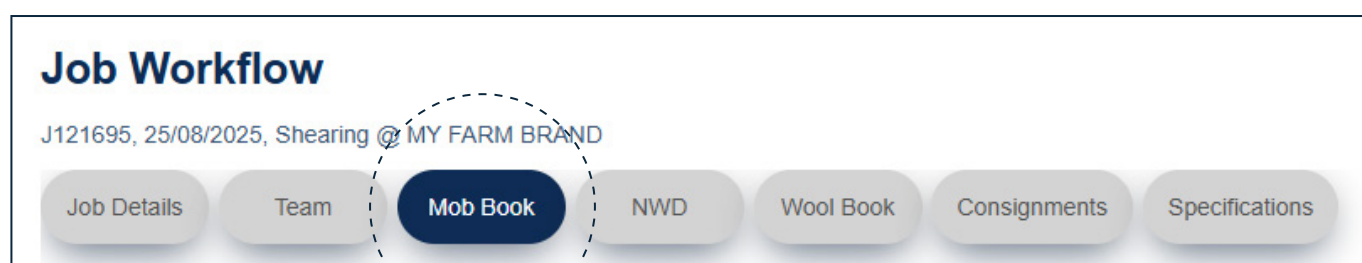 Job Workflow
J121695, 25/08/2025, Shearing @ MY FARM BRAND
Job Details Team Mob Book NWD Wool Book Consignments Specifications